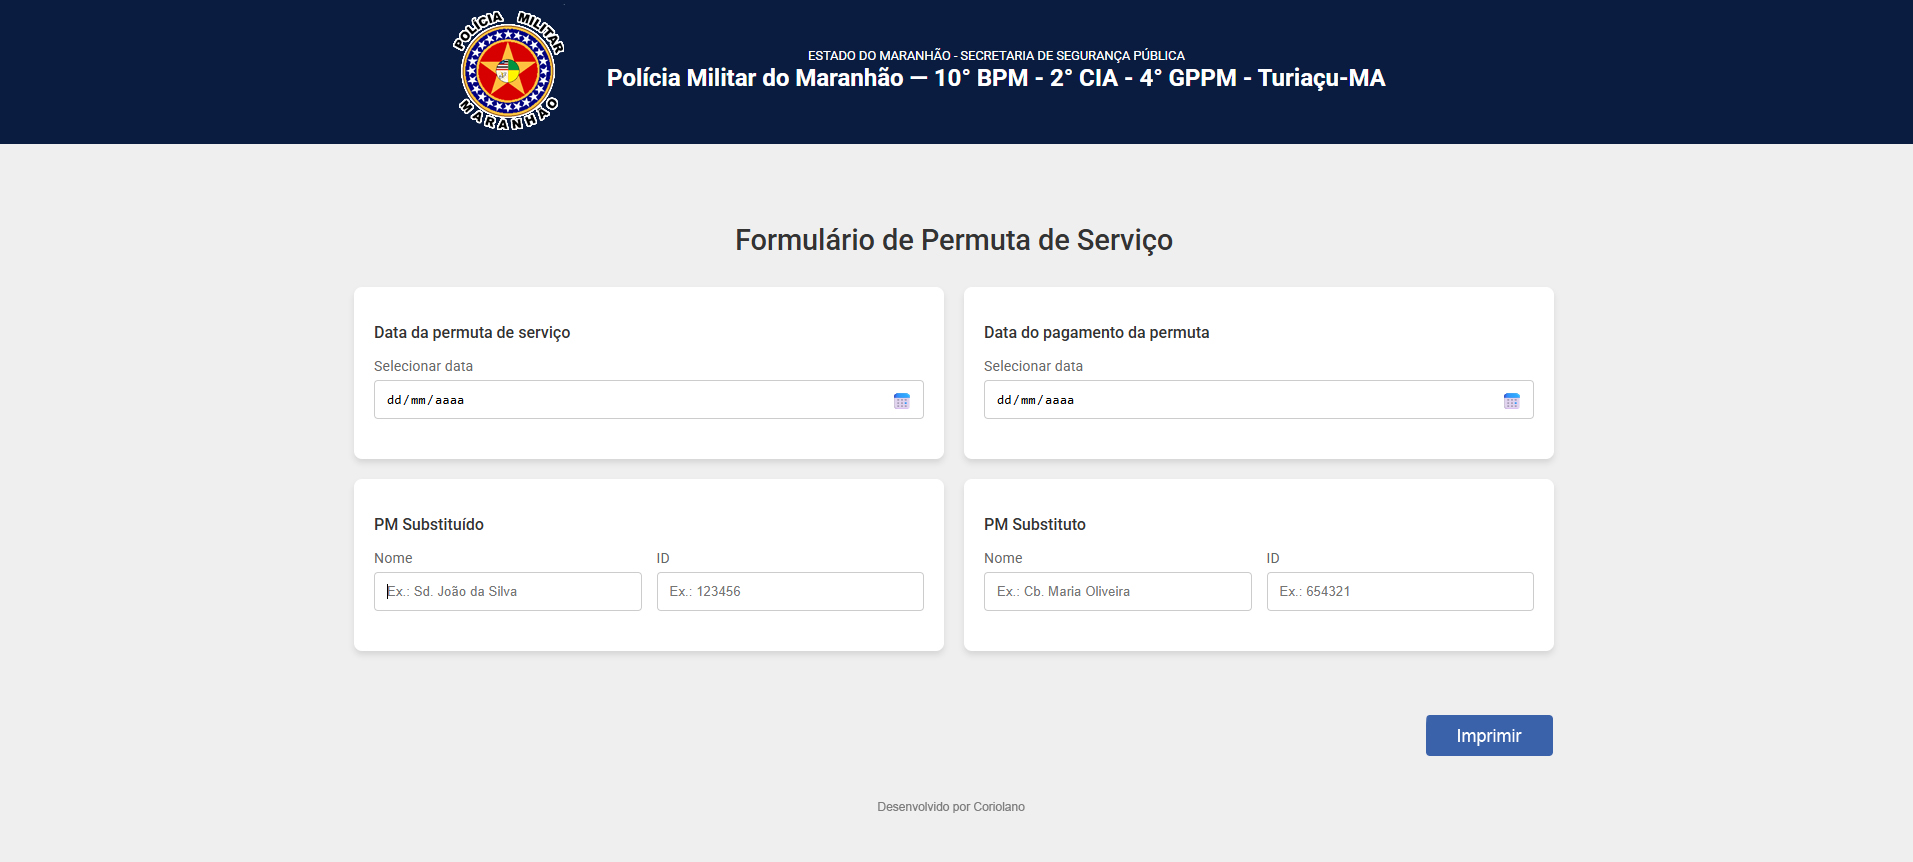 POLÍCIA MILITAR
MARANHÃO
ESTADO DO MARANHÃO - SECRETARIA DE SEGURANÇA PÚBLICA
Polícia Militar do Maranhão — 10° BPM - 2° CIA - 4° GPPM - Turiaçu-MA
Formulário de Permuta de Serviço
Data da permuta de serviço
Selecionar data
dd/mm/aaaa
Data do pagamento da permuta
Selecionar data
dd/mm/aaaa
PM Substituído
Nome
ID
Ex.: Sd. João da Silva
Ex.: 123456
PM Substituto
Nome
ID
Ex.: Cb. Maria Oliveira
Ex.: 654321
Imprimir
Desenvolvido por Coriolano